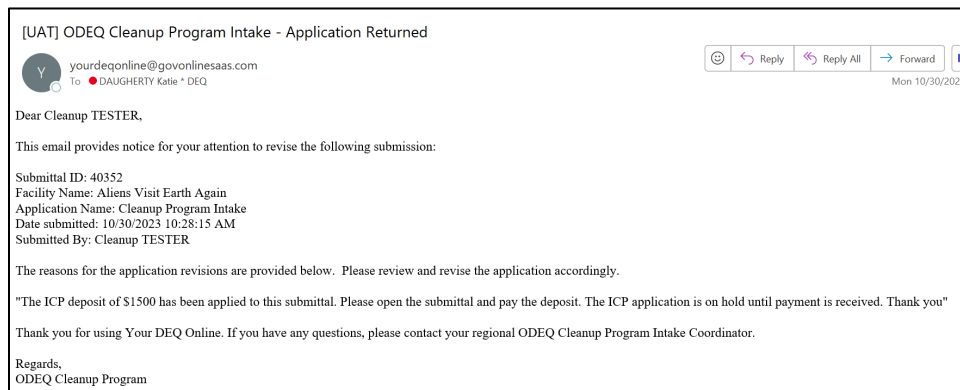 [UAT] ODEQ Cleanup Program Intake - Application Returned
Y
yourdeqonline@govonlinesaas.com
To DAUGHERTY Katie * DEQ
Reply
Reply All
Forward
Mon 10/30/202
Dear Cleanup TESTER,
This email provides notice for your attention to revise the following submission:
Submittal ID: 40352
Facility Name: Aliens Visit Earth Again
Application Name: Cleanup Program Intake
Date submitted: 10/30/2023 10:28:15 AM
Submitted By: Cleanup TESTER
The reasons for the application revisions are provided below.  Please review and revise the application accordingly.
"The ICP deposit of $1500 has been applied to this submittal. Please open the submittal and pay the deposit. The ICP application is on hold until payment is received. Thank you"
Thank you for using Your DEQ Online. If you have any questions, please contact your regional ODEQ Cleanup Program Intake Coordinator.
Regards,
ODEQ Cleanup Program